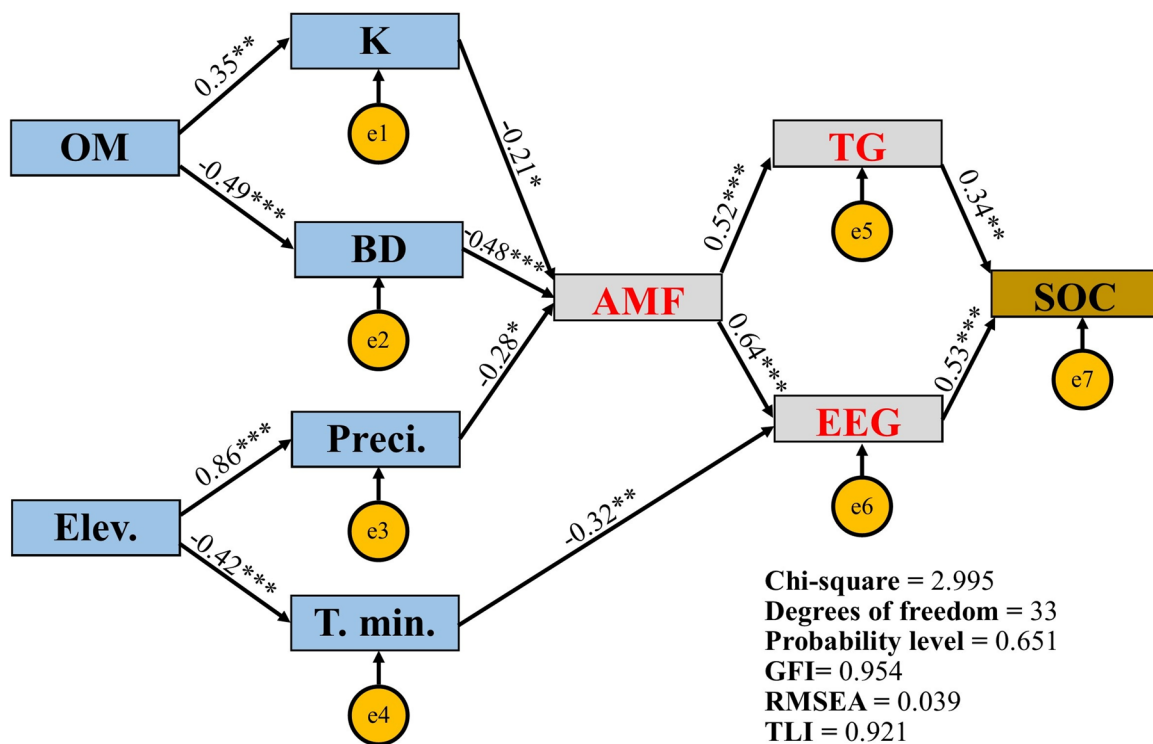 K
0.35**
e1
OM
-0.21*
TG
-0.49***
0.52***
0.34**
e5
BD
-0.48***
AMF
SOC
e2
-0.28*
0.64***
0.53***
e7
Preci.
EEG
0.86***
e3
-0.32**
e6
Elev.
-0.42***
T. min.
e4
Chi-square = 2.995
Degrees of freedom = 33
Probability level = 0.651
GFI= 0.954
RMSEA = 0.039
TLI = 0.921